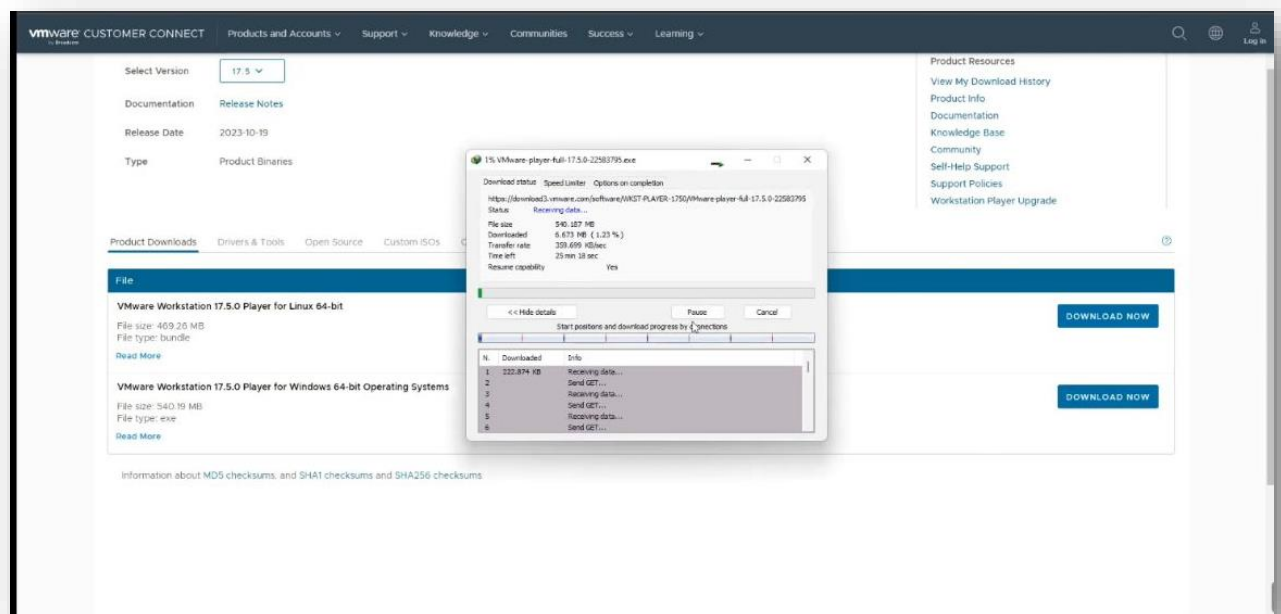 vmware CUSTOMER CONNECT Products and Accounts Support Knowledge Communities Success Learning Log in
by Broadcom
Select Version 17.5
Documentation Release Notes
Release Date 2023-10-19
Type Product Binaries
Product Resources
View My Download History
Product Info
Documentation
Knowledge Base
Community
Self-Help Support
Support Policies
Workstation Player Upgrade
1% VMware-player-full-17.5.0-22583795.exe
Download status Speed Limiter Options on completion
https://download3.vmware.com/software/WKST-PLAYER-1750/VMware-player-full-17.5.0-22583795
Status Receiving data...
File size 540.187 MB
Downloaded 6.673 MB ( 1.23 % )
Transfer rate 359.699 KB/sec
Time left 25 min 18 sec
Resume capability Yes
<< Hide details Pause Cancel
Start positions and download progress by connections
N. Downloaded Info
1 222.874 KB Receiving data...
2 Send GET...
3 Receiving data...
4 Send GET...
5 Receiving data...
6 Send GET...
Product Downloads Drivers & Tools Open Source Custom ISOs
File
VMware Workstation 17.5.0 Player for Linux 64-bit
File size: 469.26 MB
File type: bundle
Read More
DOWNLOAD NOW
VMware Workstation 17.5.0 Player for Windows 64-bit Operating Systems
File size: 540.19 MB
File type: exe
Read More
DOWNLOAD NOW
Information about MD5 checksums, and SHA1 checksums and SHA256 checksums